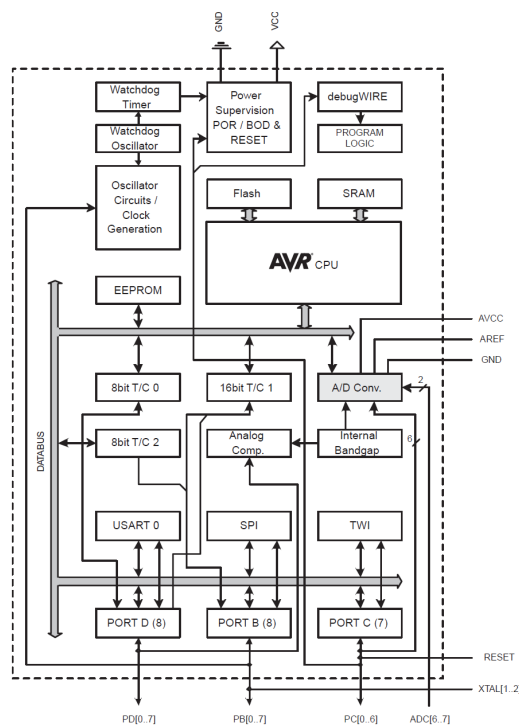 GND
VCC
Watchdog
Timer
Power
Supervision
POR / BOD &
RESET
debugWIRE
Watchdog
Oscillator
PROGRAM
LOGIC
Oscillator
Circuits /
Clock
Generation
Flash
SRAM
AVR CPU
EEPROM
AVCC
AREF
GND
8bit T/C 0
16bit T/C 1
A/D Conv.
2
DATABUS
8bit T/C 2
Analog
Comp.
Internal
Bandgap
6
USART 0
SPI
TWI
PORT D (8)
PORT B (8)
PORT C (7)
RESET
XTAL[1..2]
PD[0..7]
PB[0..7]
PC[0..6]
ADC[6..7]